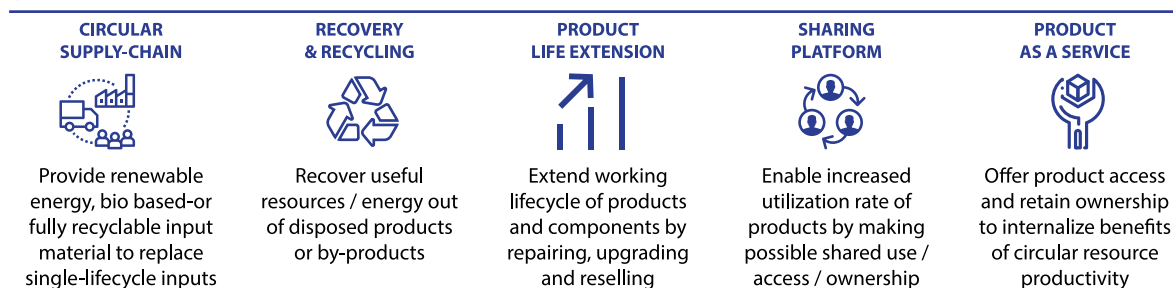 CIRCULAR
SUPPLY-CHAIN
Provide renewable
energy, bio based-or
fully recyclable input
material to replace
single-lifecycle inputs
RECOVERY
& RECYCLING
Recover useful
resources / energy out
of disposed products
or by-products
PRODUCT
LIFE EXTENSION
Extend working
lifecycle of products
and components by
repairing, upgrading
and reselling
SHARING
PLATFORM
Enable increased
utilization rate of
products by making
possible shared use /
access / ownership
PRODUCT
AS A SERVICE
Offer product access
and retain ownership
to internalize benefits
of circular resource
productivity